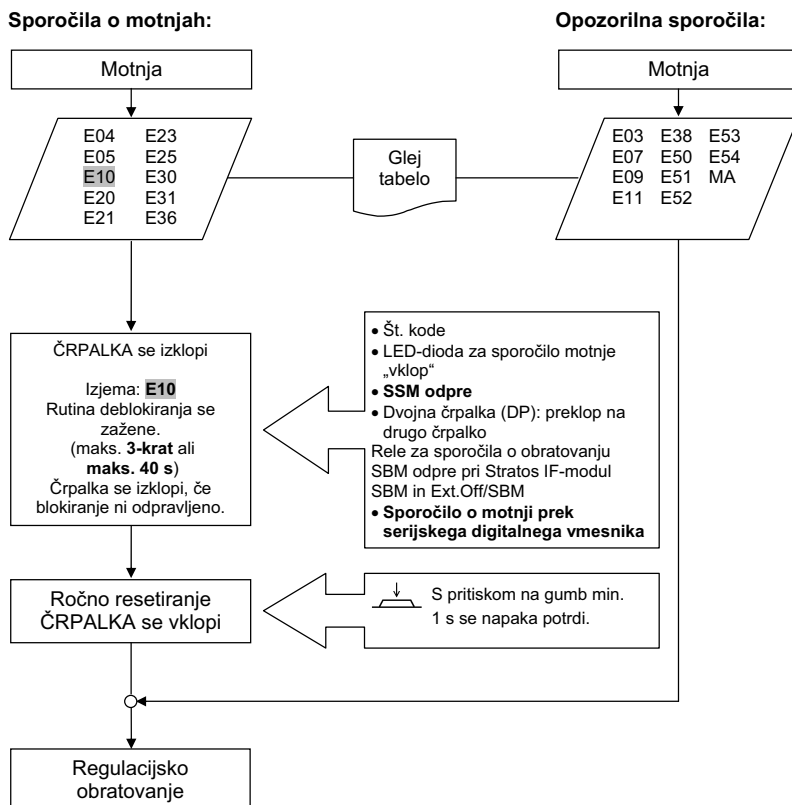 Sporočila o motnjah:
Opozorilna sporočila:
Motnja
Motnja
E04 E23
E05 E25
E10 E30
E20 E31
E21 E36
Glej
tabelo
E03 E38 E53
E07 E50 E54
E09 E51 MA
E11 E52
ČRPALKA se izklopi
Izjema: E10
Rutina deblokiranja se
zažene.
(maks. 3-krat ali
maks. 40 s)
Črpalka se izklopi, če
blokiranje ni odpravljeno.
• Št. kode
• LED-dioda za sporočilo motnje
„vklop“
• SSM odpre
• Dvojna črpalka (DP): preklop na
drugo črpalko
Rele za sporočila o obratovanju
SBM odpre pri Stratos IF-modul
SBM in Ext.Off/SBM
• Sporočilo o motnji prek
serijskega digitalnega vmesnika
Ročno resetiranje
ČRPALKA se vklopi
S pritiskom na gumb min.
1 s se napaka potrdi.
Regulacijsko
obratovanje